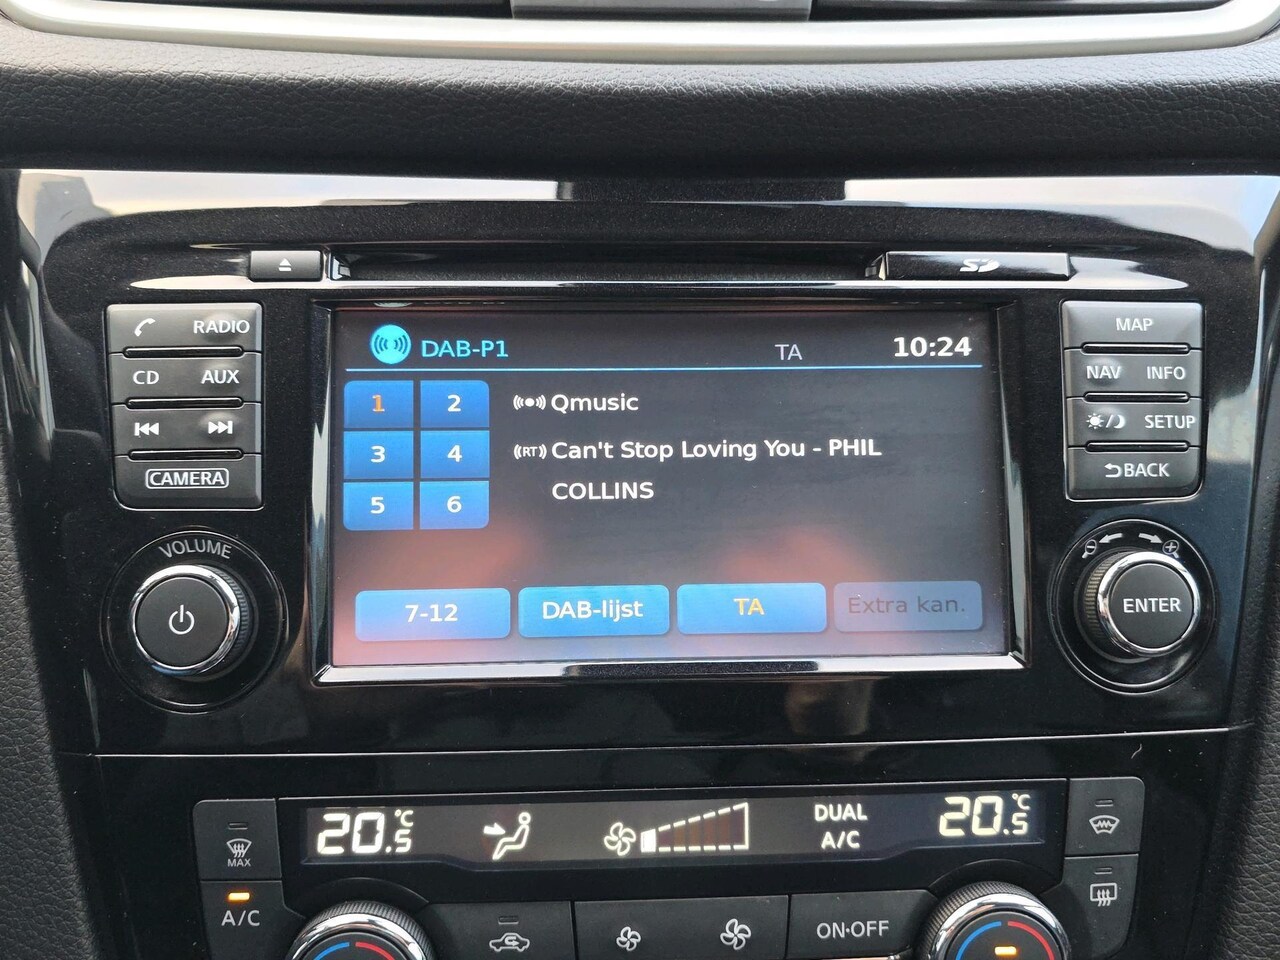 SD
RADIO
CD AUX
CAMERA
VOLUME
DAB-P1 TA 10:24
1 2
3 4
5 6
Qmusic
RT Can't Stop Loving You - PHIL
COLLINS
7-12 DAB-lijst TA Extra kan.
MAP
NAV INFO
SETUP
BACK
ENTER
20.5°C DUAL 20.5°C
A/C
MAX
A/C
ON·OFF